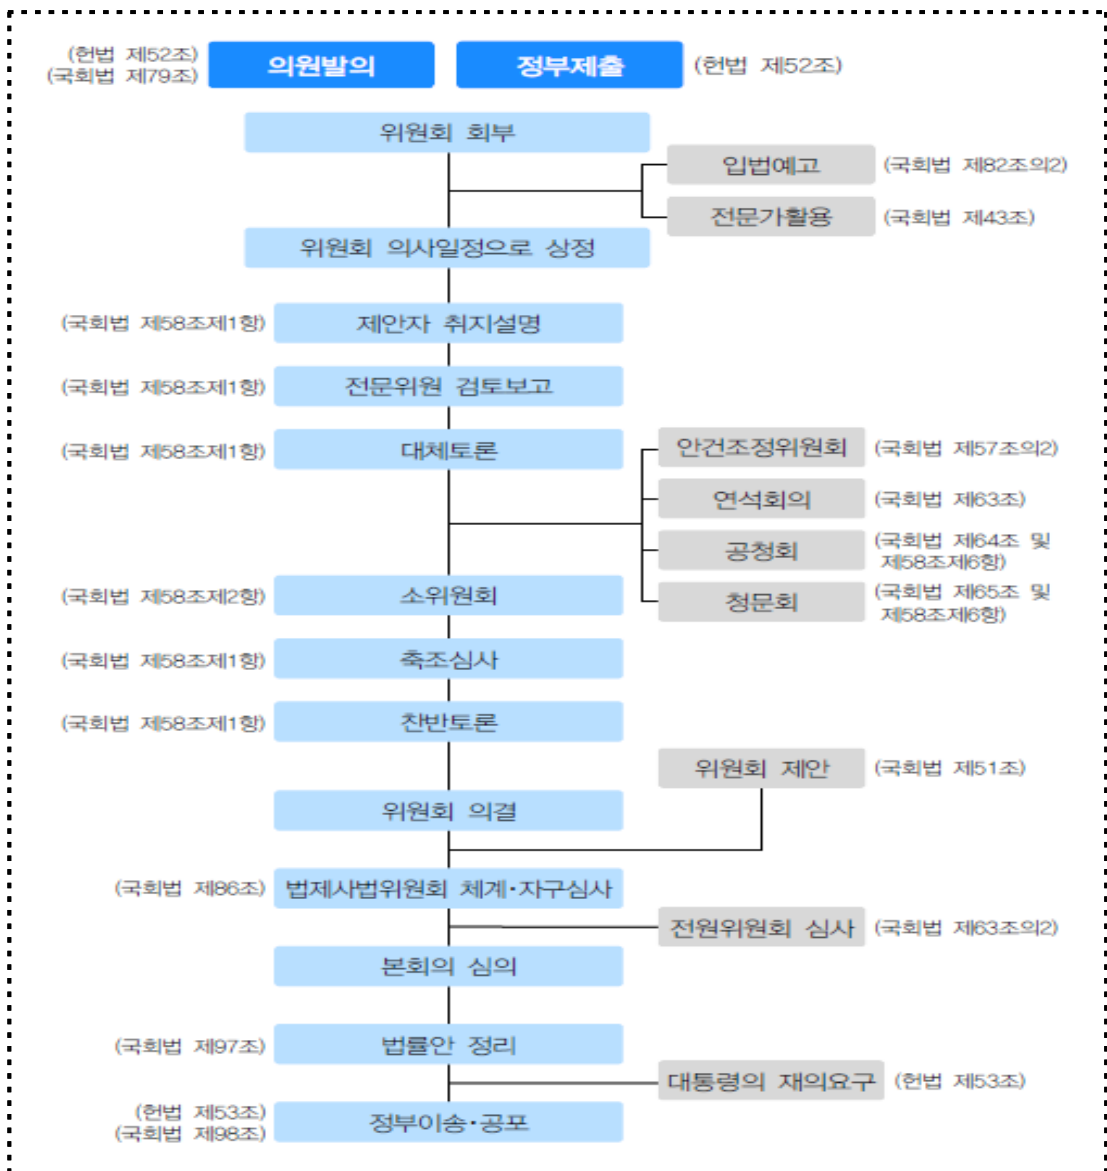 (헌법 제52조)
(국회법 제79조)
의원발의
정부제출
(헌법 제52조)
위원회 회부
입법예고
(국회법 제82조의2)
전문가활용
(국회법 제43조)
위원회 의사일정으로 상정
(국회법 제58조제1항)
제안자 취지설명
(국회법 제58조제1항)
전문위원 검토보고
(국회법 제58조제1항)
대체토론
안건조정위원회
(국회법 제57조의2)
연석회의
(국회법 제63조)
공청회
(국회법 제64조 및
제58조제6항)
(국회법 제58조제2항)
소위원회
청문회
(국회법 제65조 및
제58조제6항)
(국회법 제58조제1항)
축조심사
(국회법 제58조제1항)
찬반토론
위원회 제안
(국회법 제51조)
위원회 의결
(국회법 제86조)
법제사법위원회 체계·자구심사
전원위원회 심사
(국회법 제63조의2)
본회의 심의
(국회법 제97조)
법률안 정리
대통령의 재의요구
(헌법 제53조)
(헌법 제53조)
(국회법 제98조)
정부이송·공포